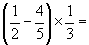 (1/2 - 4/5) × 1/3 =